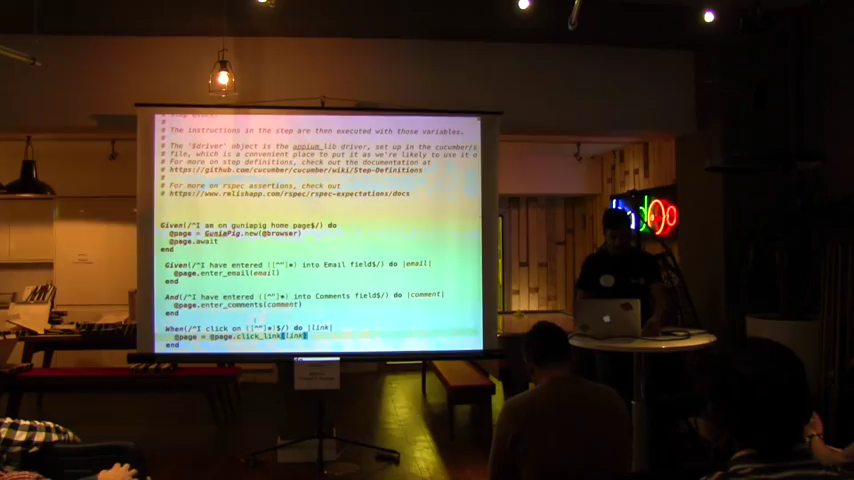 #
# The instructions in the step are then executed with those variables.
#
# The '$driver' object is the appium_lib driver, set up in the cucumber/s
# file, which is a convenient place to put it as we're likely to use it o
# For more on step definitions, check out the documentation at
# https://github.com/cucumber/cucumber/wiki/Step-Definitions
#
# For more on rspec assertions, check out
# https://www.relishapp.com/rspec/rspec-expectations/docs
Given(/^I am on guniapig home page$/) do
@page = GuniaPig.new(@browser)
@page.await
end
Given(/^I have entered ([^"]*) into Email field$/) do |email|
@page.enter_email(email)
end
And(/^I have entered ([^"]*) into Comments field$/) do |comment|
@page.enter_comments(comment)
end
When(/^I click on ([^"]*)$/) do |link|
@page = @page.click_link(link)
end